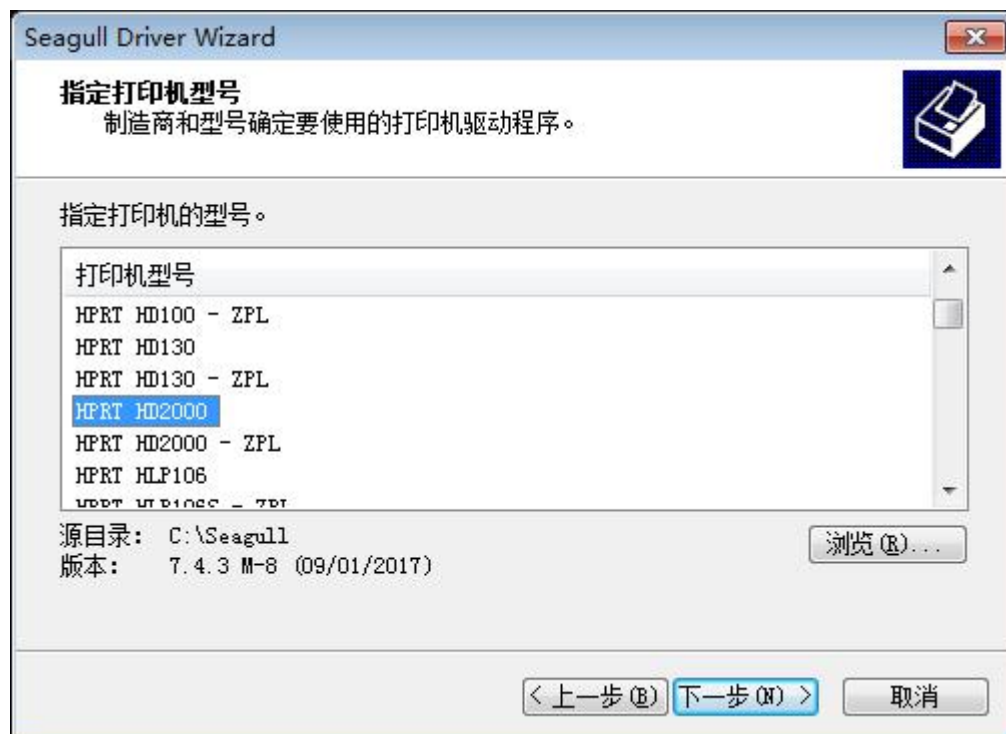 Seagull Driver Wizard
指定打印机型号
制造商和型号确定要使用的打印机驱动程序。
指定打印机的型号。
打印机型号
HPRT HD100 - ZPL
HPRT HD130
HPRT HD130 - ZPL
HPRT HD2000
HPRT HD2000 - ZPL
HPRT HLP106
HPRT HLP106S - ZPL
源目录: C:\Seagull
浏览(R)...
版本: 7.4.3 M-8 (09/01/2017)
< 上一步(B) 下一步(N) > 取消